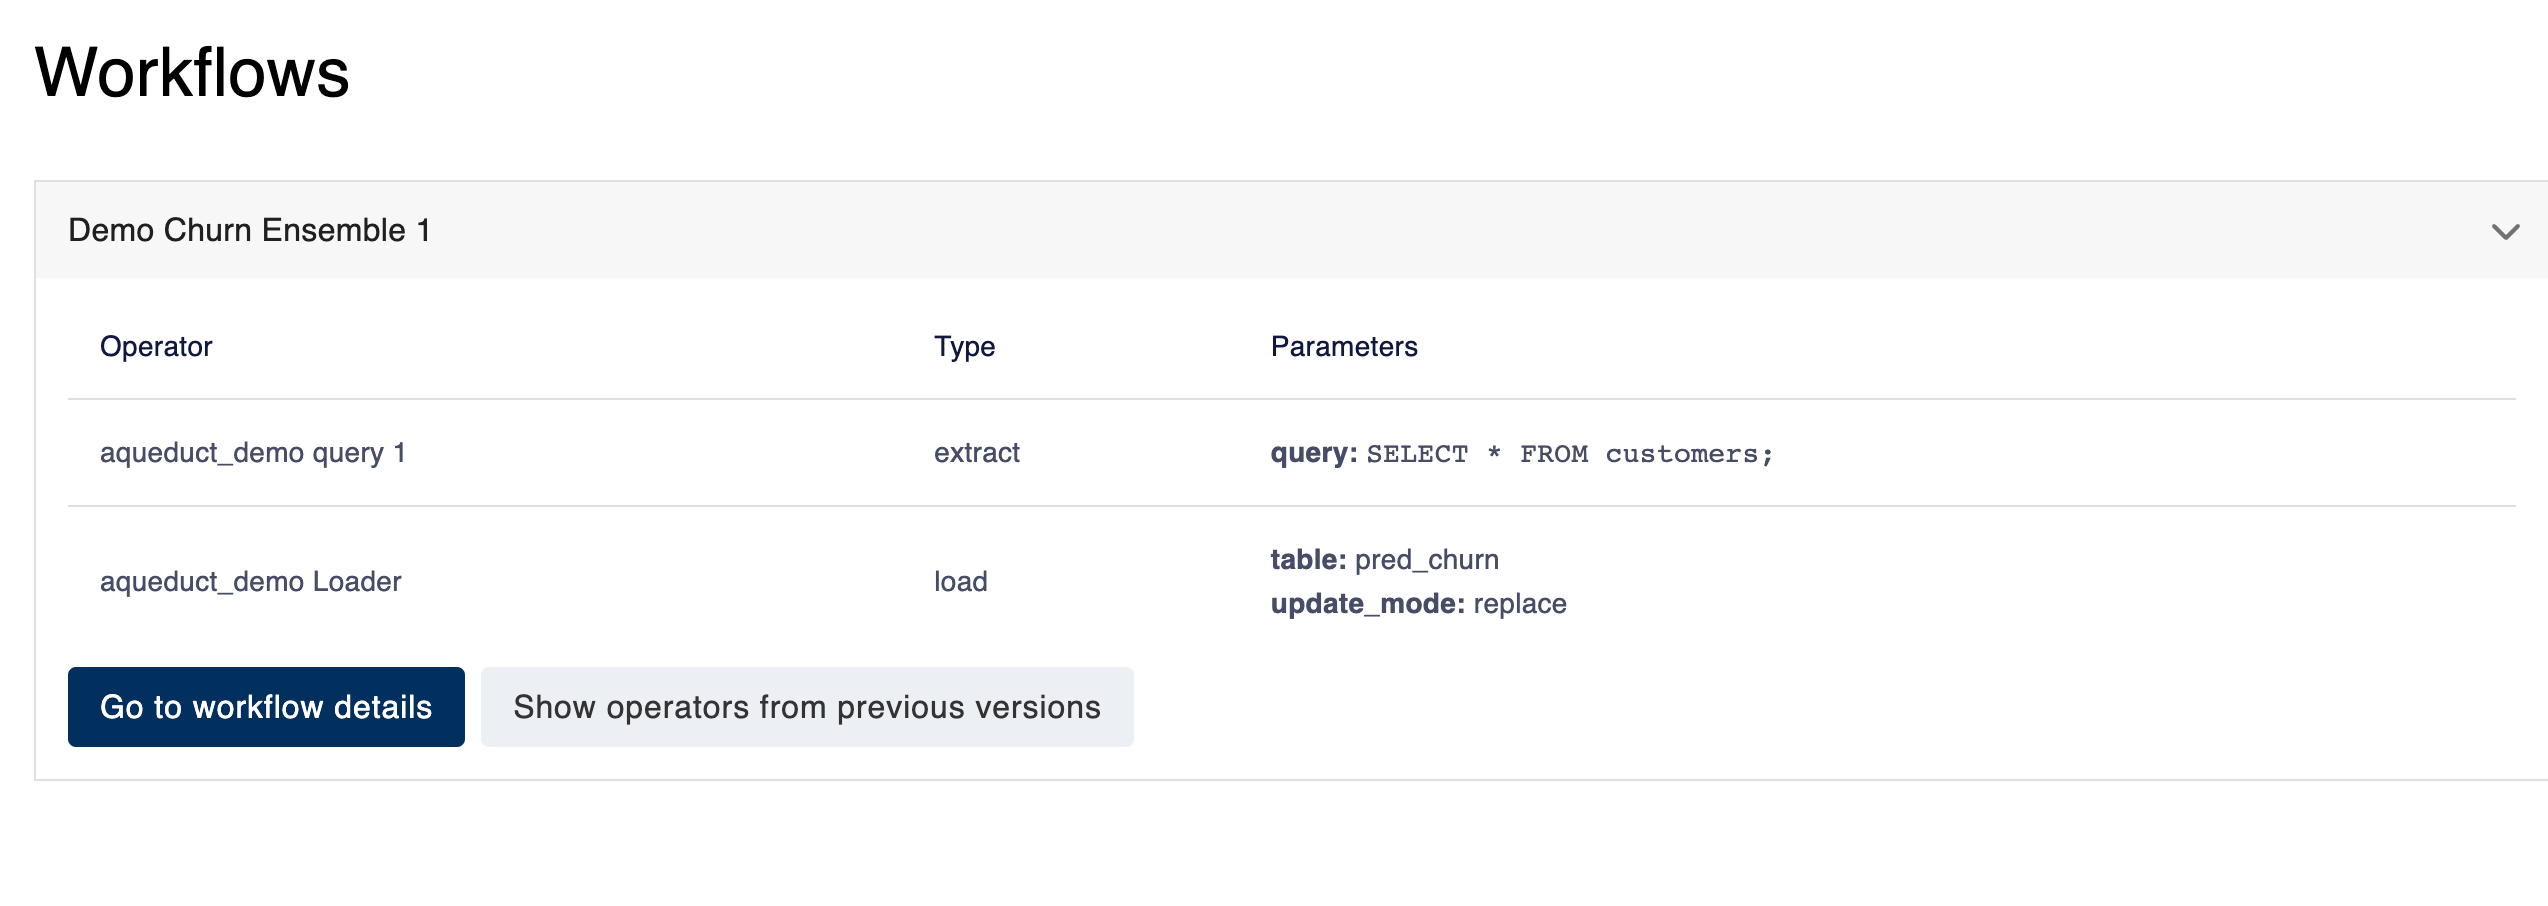 Workflows
Demo Churn Ensemble 1
Operator Type Parameters
aqueduct_demo query 1 extract query: SELECT * FROM customers;
aqueduct_demo Loader load table: pred_churn
update_mode: replace
Go to workflow details Show operators from previous versions